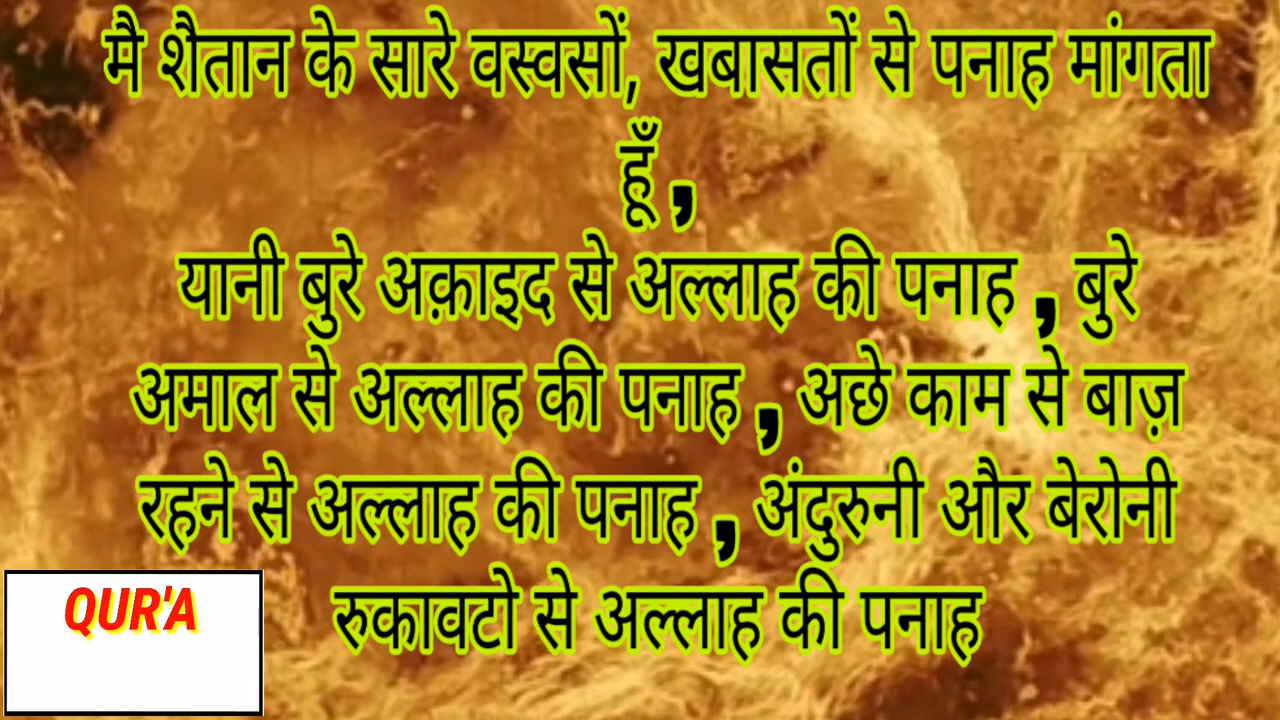 मै शैतान के सारे वस्वसों, खबासतों से पनाह मांगता
हूँ ,
यानी बुरे अक़ाइद से अल्लाह की पनाह , बुरे
अमाल से अल्लाह की पनाह , अछे काम से बाज़
रहने से अल्लाह की पनाह , अंदुरुनी और बेरोनी
रुकावटो से अल्लाह की पनाह
QUR'A